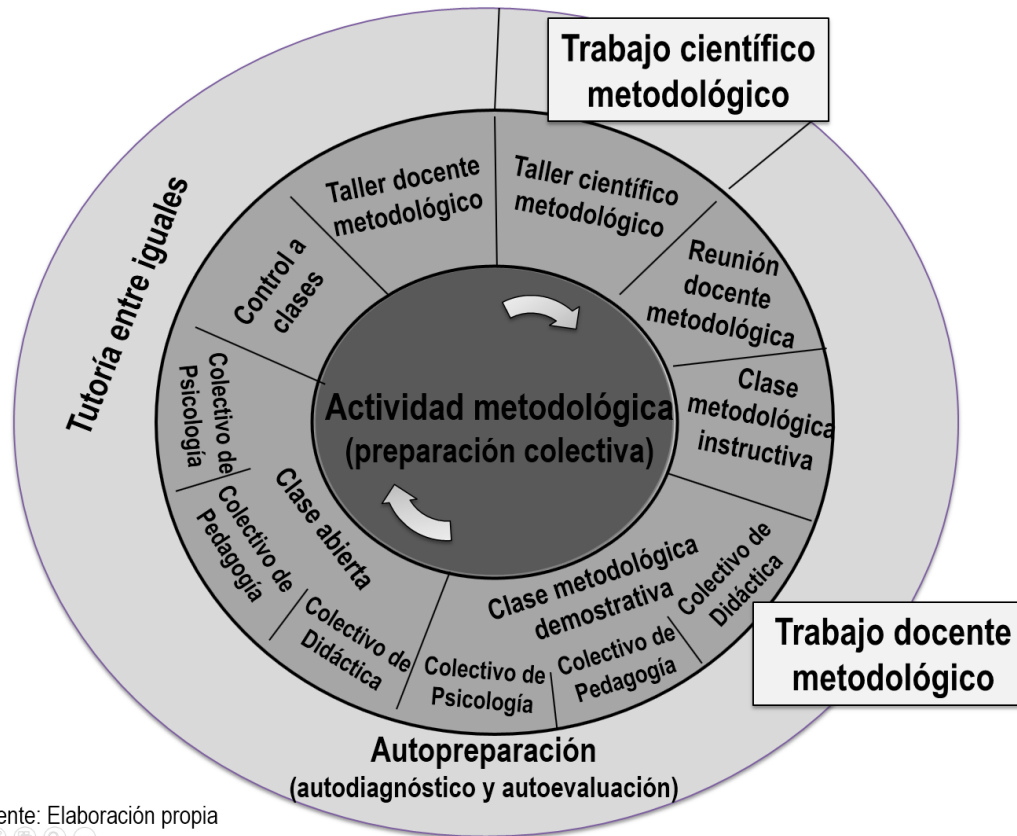 Trabajo científico
metodológico
Taller docente
metodológico
Taller científico
metodológico
Reunión
docente
metodológica
Clase
metodológica
instructiva
Clase metodológica
demostrativa
Colectivo de
Didáctica
Colectivo de
Pedagogía
Colectivo de
Psicología
Clase abierta
Colectivo de
Didáctica
Colectivo de
Pedagogía
Colectivo de
Psicología
Control a
clases
Tutoría entre iguales
Actividad metodológica
(preparación colectiva)
Trabajo docente
metodológico
Autopreparación
(autodiagnóstico y autoevaluación)
ente: Elaboración propia